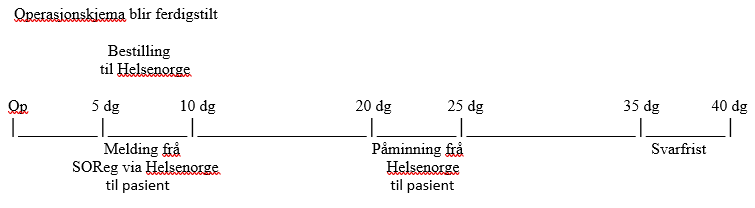 Operasjonskjema blir ferdigstilt
Bestilling
til Helsenorge
Op 5 dg 10 dg 20 dg 25 dg 35 dg 40 dg
Melding frå Påminning frå Svarfrist
SOReg via Helsenorge Helsenorge
til pasient til pasient